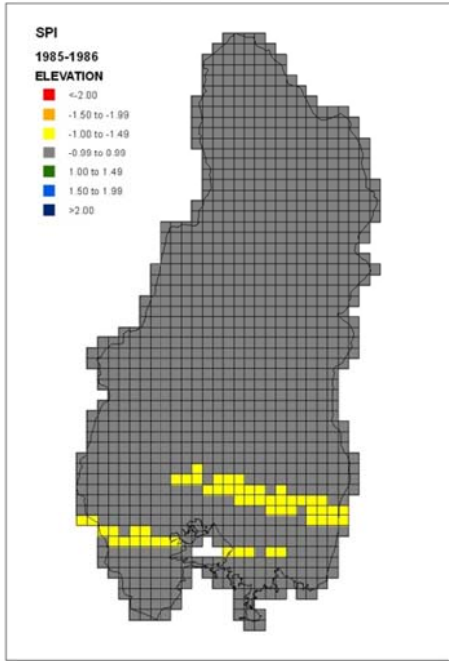 SPI
1985-1986
ELEVATION
<-2.00
-1.50 to -1.99
-1.00 to -1.49
-0.99 to 0.99
1.00 to 1.49
1.50 to 1.99
>2.00